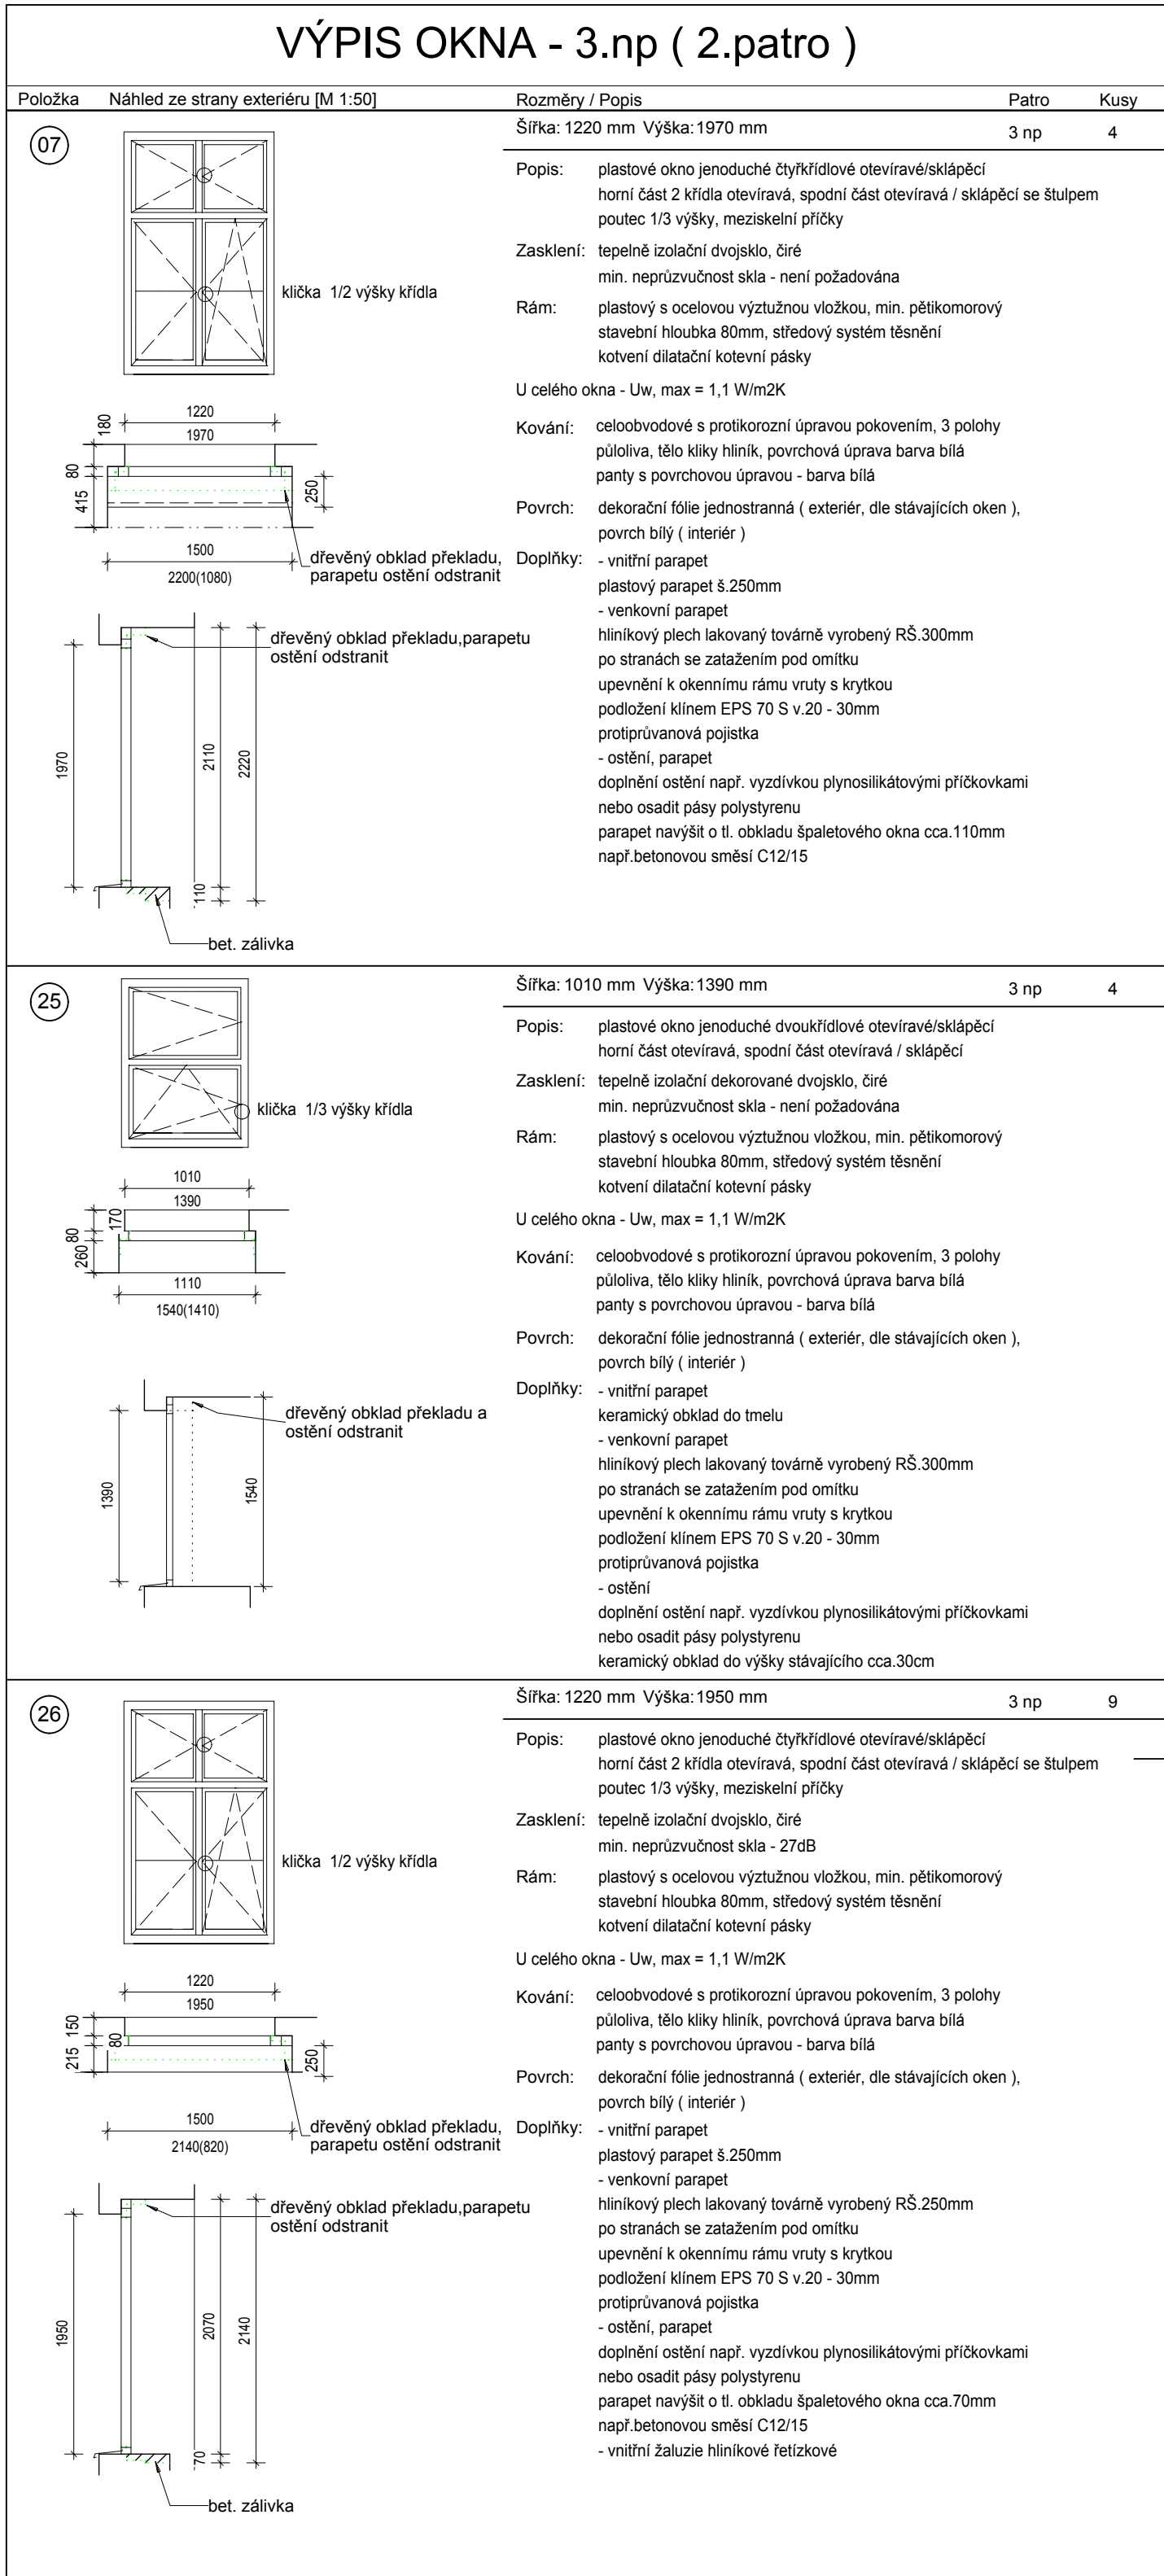 VÝPIS OKNA - 3.np ( 2.patro )
Položka Náhled ze strany exteriéru [M 1:50] Rozměry / Popis Patro Kusy
07
Šířka: 1220 mm Výška: 1970 mm 3 np 4
Popis: plastové okno jenoduché čtyřkřídlové otevíravé/sklápěcí
horní část 2 křídla otevíravá, spodní část otevíravá / sklápěcí se štulpem
poutec 1/3 výšky, meziskelní příčky
Zasklení: tepelně izolační dvojsklo, čiré
min. neprůzvučnost skla - není požadována
klička 1/2 výšky křídla
Rám: plastový s ocelovou výztužnou vložkou, min. pětikomorový
stavební hloubka 80mm, středový systém těsnění
kotvení dilatační kotevní pásky
U celého okna - Uw, max = 1,1 W/m2K
Kování: celoobvodové s protikorozní úpravou pokovením, 3 polohy
půloliva, tělo kliky hliník, povrchová úprava barva bílá
panty s povrchovou úpravou - barva bílá
Povrch: dekorační fólie jednostranná ( exteriér, dle stávajících oken ),
povrch bílý ( interiér )
Doplňky: - vnitřní parapet
plastový parapet š.250mm
- venkovní parapet
hliníkový plech lakovaný továrně vyrobený RŠ.300mm
po stranách se zatažením pod omítku
upevnění k okennímu rámu vruty s krytkou
podložení klínem EPS 70 S v.20 - 30mm
protiprůvanová pojistka
- ostění, parapet
doplnění ostění např. vyzdívkou plynosilikátovými příčkovkami
nebo osadit pásy polystyrenu
parapet navýšit o tl. obkladu špaletového okna cca.110mm
např.betonovou směsí C12/15
1220
1970
180
80
415
250
1500
2200(1080)
dřevěný obklad překladu,
parapetu ostění odstranit
dřevěný obklad překladu,parapetu
ostění odstranit
1970
2110
2220
110
bet. zálivka
25
Šířka: 1010 mm Výška: 1390 mm 3 np 4
Popis: plastové okno jenoduché dvoukřídlové otevíravé/sklápěcí
horní část otevíravá, spodní část otevíravá / sklápěcí
Zasklení: tepelně izolační dekorované dvojsklo, čiré
min. neprůzvučnost skla - není požadována
klička 1/3 výšky křídla
Rám: plastový s ocelovou výztužnou vložkou, min. pětikomorový
stavební hloubka 80mm, středový systém těsnění
kotvení dilatační kotevní pásky
U celého okna - Uw, max = 1,1 W/m2K
Kování: celoobvodové s protikorozní úpravou pokovením, 3 polohy
půloliva, tělo kliky hliník, povrchová úprava barva bílá
panty s povrchovou úpravou - barva bílá
Povrch: dekorační fólie jednostranná ( exteriér, dle stávajících oken ),
povrch bílý ( interiér )
Doplňky: - vnitřní parapet
keramický obklad do tmelu
- venkovní parapet
hliníkový plech lakovaný továrně vyrobený RŠ.300mm
po stranách se zatažením pod omítku
upevnění k okennímu rámu vruty s krytkou
podložení klínem EPS 70 S v.20 - 30mm
protiprůvanová pojistka
- ostění
doplnění ostění např. vyzdívkou plynosilikátovými příčkovkami
nebo osadit pásy polystyrenu
keramický obklad do výšky stávajícího cca.30cm
1010
1390
170
80
260
1110
1540(1410)
dřevěný obklad překladu a
ostění odstranit
1390
1540
26
Šířka: 1220 mm Výška: 1950 mm 3 np 9
Popis: plastové okno jenoduché čtyřkřídlové otevíravé/sklápěcí
horní část 2 křídla otevíravá, spodní část otevíravá / sklápěcí se štulpem
poutec 1/3 výšky, meziskelní příčky
Zasklení: tepelně izolační dvojsklo, čiré
min. neprůzvučnost skla - 27dB
klička 1/2 výšky křídla
Rám: plastový s ocelovou výztužnou vložkou, min. pětikomorový
stavební hloubka 80mm, středový systém těsnění
kotvení dilatační kotevní pásky
U celého okna - Uw, max = 1,1 W/m2K
Kování: celoobvodové s protikorozní úpravou pokovením, 3 polohy
půloliva, tělo kliky hliník, povrchová úprava barva bílá
panty s povrchovou úpravou - barva bílá
Povrch: dekorační fólie jednostranná ( exteriér, dle stávajících oken ),
povrch bílý ( interiér )
Doplňky: - vnitřní parapet
plastový parapet š.250mm
- venkovní parapet
hliníkový plech lakovaný továrně vyrobený RŠ.250mm
po stranách se zatažením pod omítku
upevnění k okennímu rámu vruty s krytkou
podložení klínem EPS 70 S v.20 - 30mm
protiprůvanová pojistka
- ostění, parapet
doplnění ostění např. vyzdívkou plynosilikátovými příčkovkami
nebo osadit pásy polystyrenu
parapet navýšit o tl. obkladu špaletového okna cca.70mm
např.betonovou směsí C12/15
- vnitřní žaluzie hliníkové řetízkové
1220
1950
150
80
215
250
1500
2140(820)
dřevěný obklad překladu,
parapetu ostění odstranit
dřevěný obklad překladu,parapetu
ostění odstranit
1950
2070
2140
70
bet. zálivka